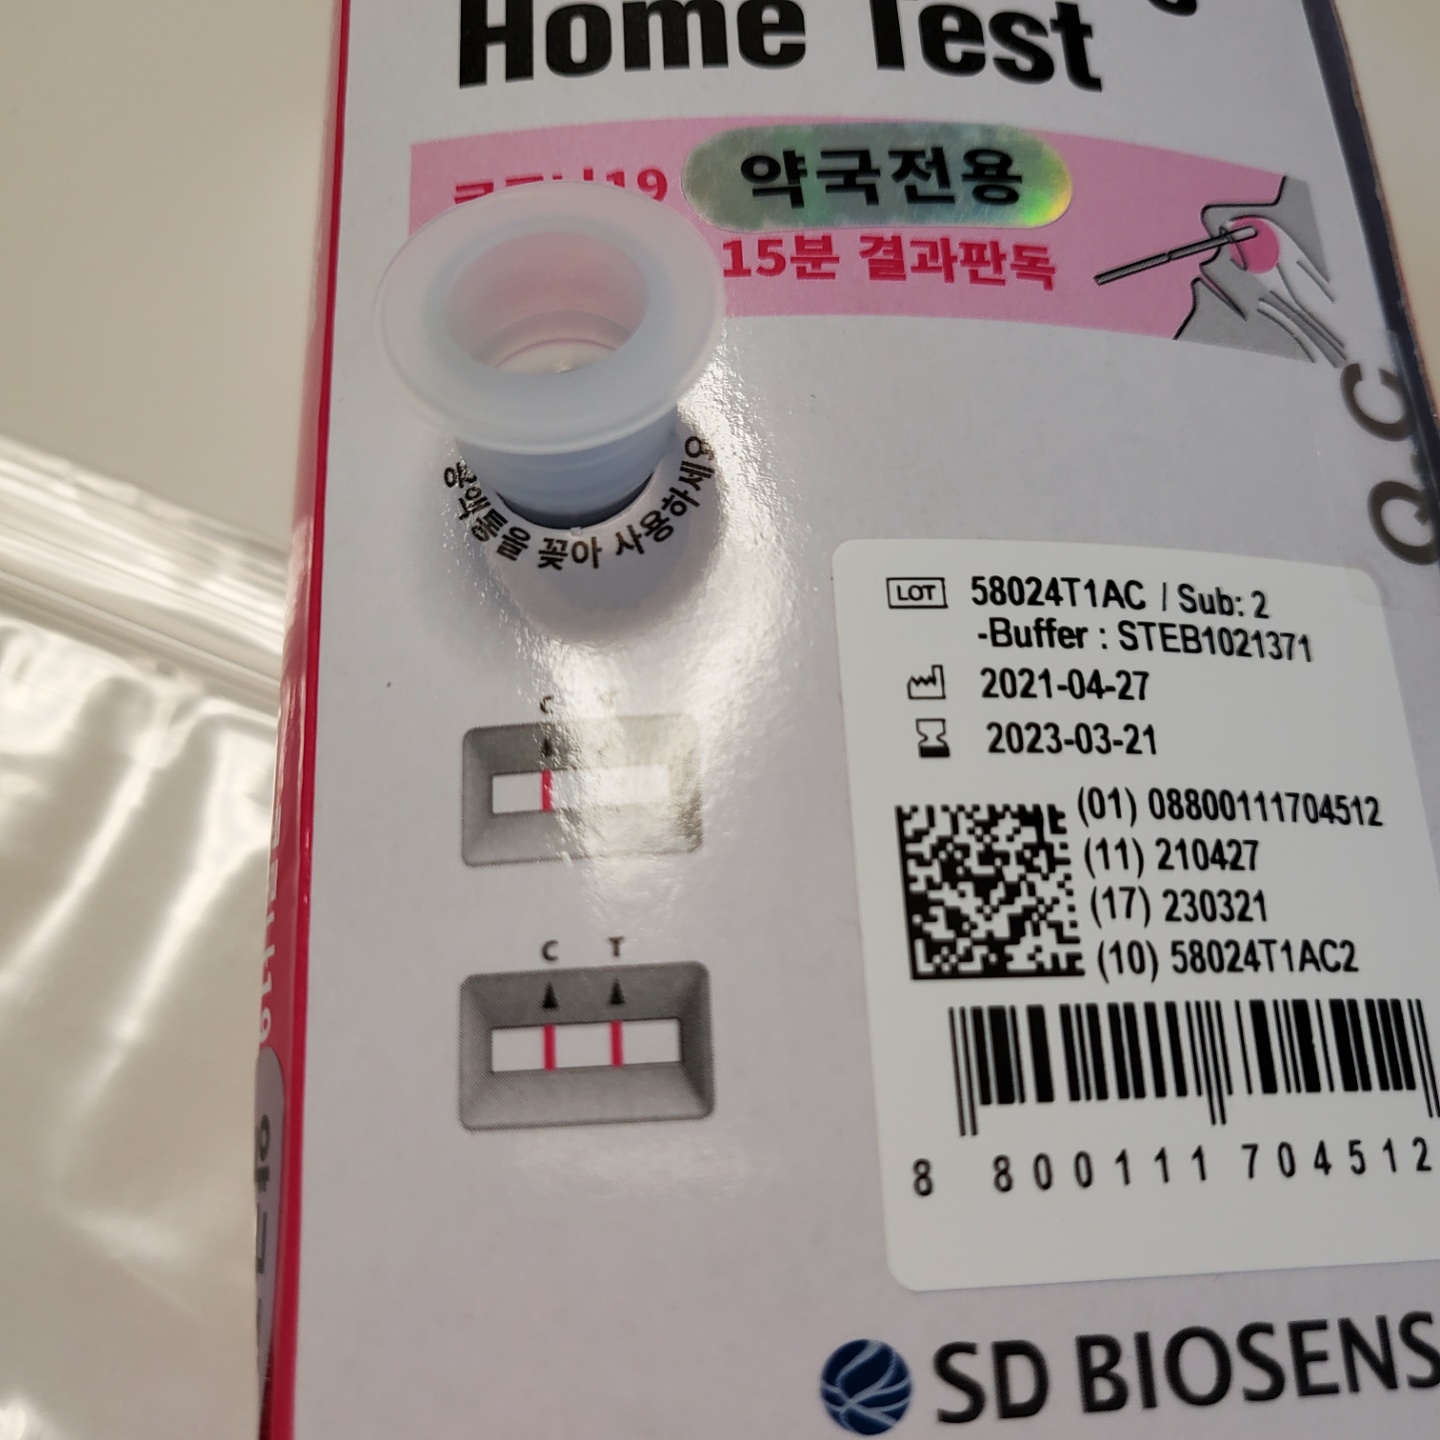 Home Test
19
약국전용
15분 결과판독
약액통을 꽂아 사용하세요
Q.C
LOT 58024T1AC / Sub: 2
-Buffer : STEB1021371
2021-04-27
2023-03-21
(01) 08800111704512
(11) 210427
(17) 230321
(10) 58024T1AC2
C T
8 800111 704512
SD BIOSENS